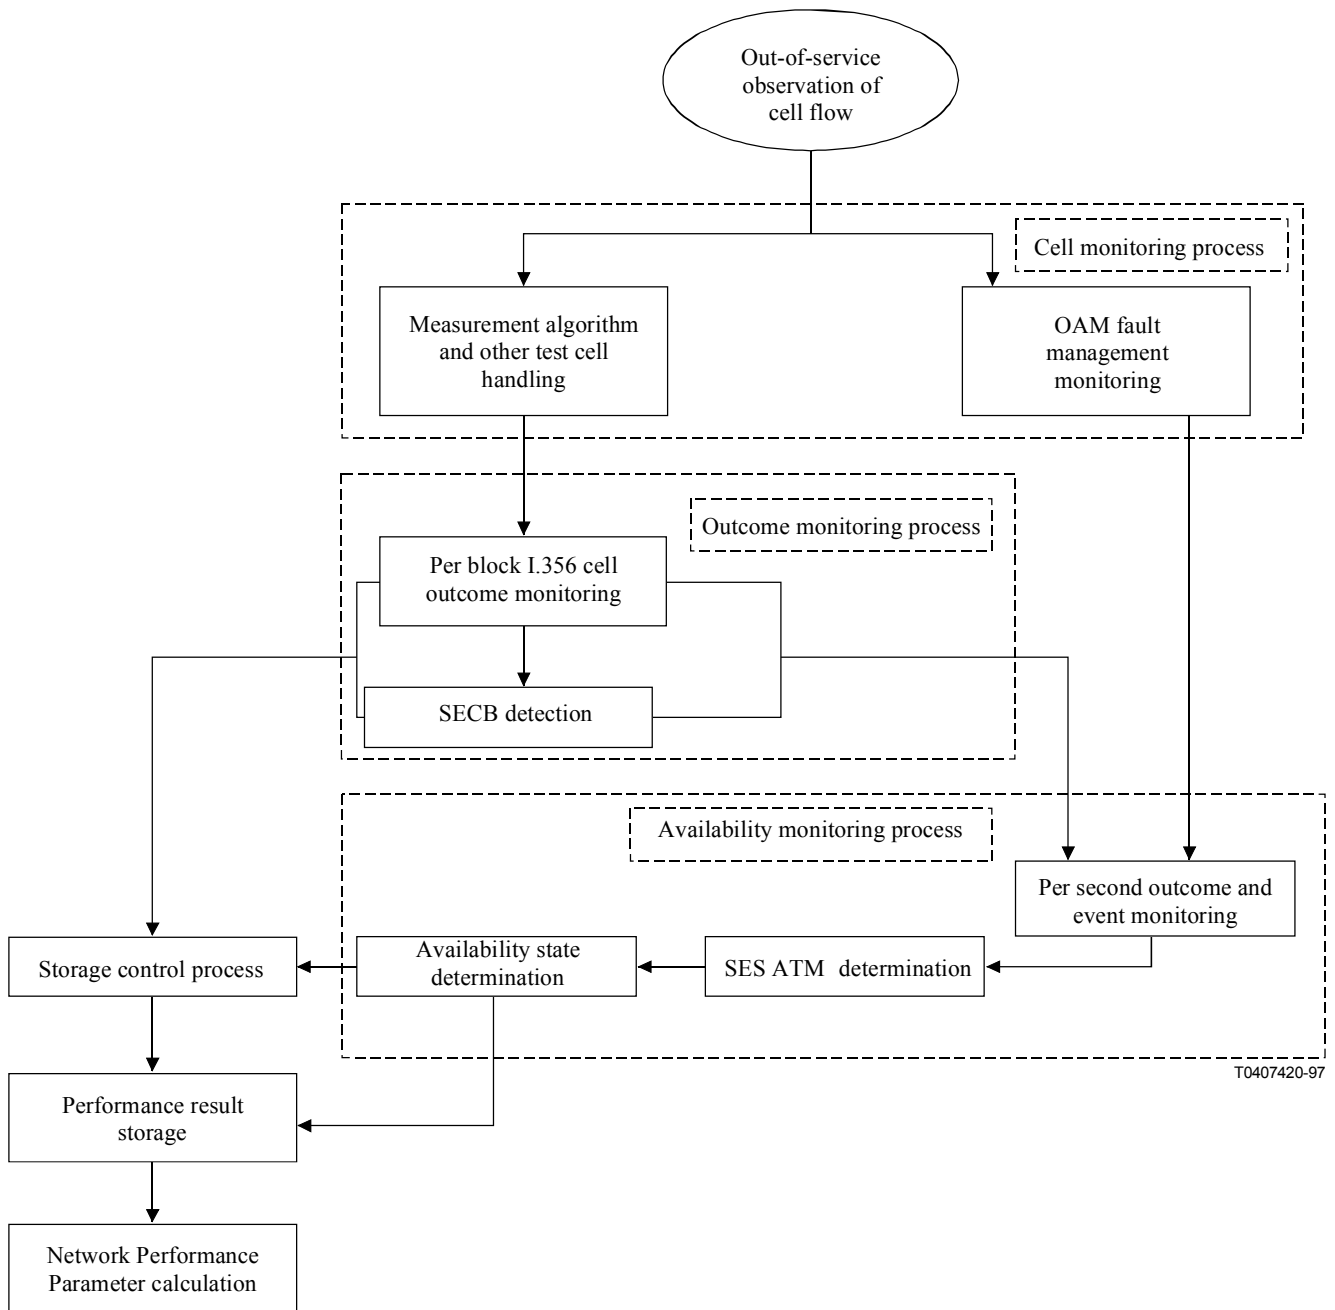 Out-of-service
observation of
cell flow
Cell monitoring process
Measurement algorithm
and other test cell
handling
OAM fault
management
monitoring
Outcome monitoring process
Per block I.356 cell
outcome monitoring
SECB detection
Availability monitoring process
Per second outcome and
event monitoring
Storage control process
Availability state
determination
SES ATM determination
T0407420-97
Performance result
storage
Network Performance
Parameter calculation